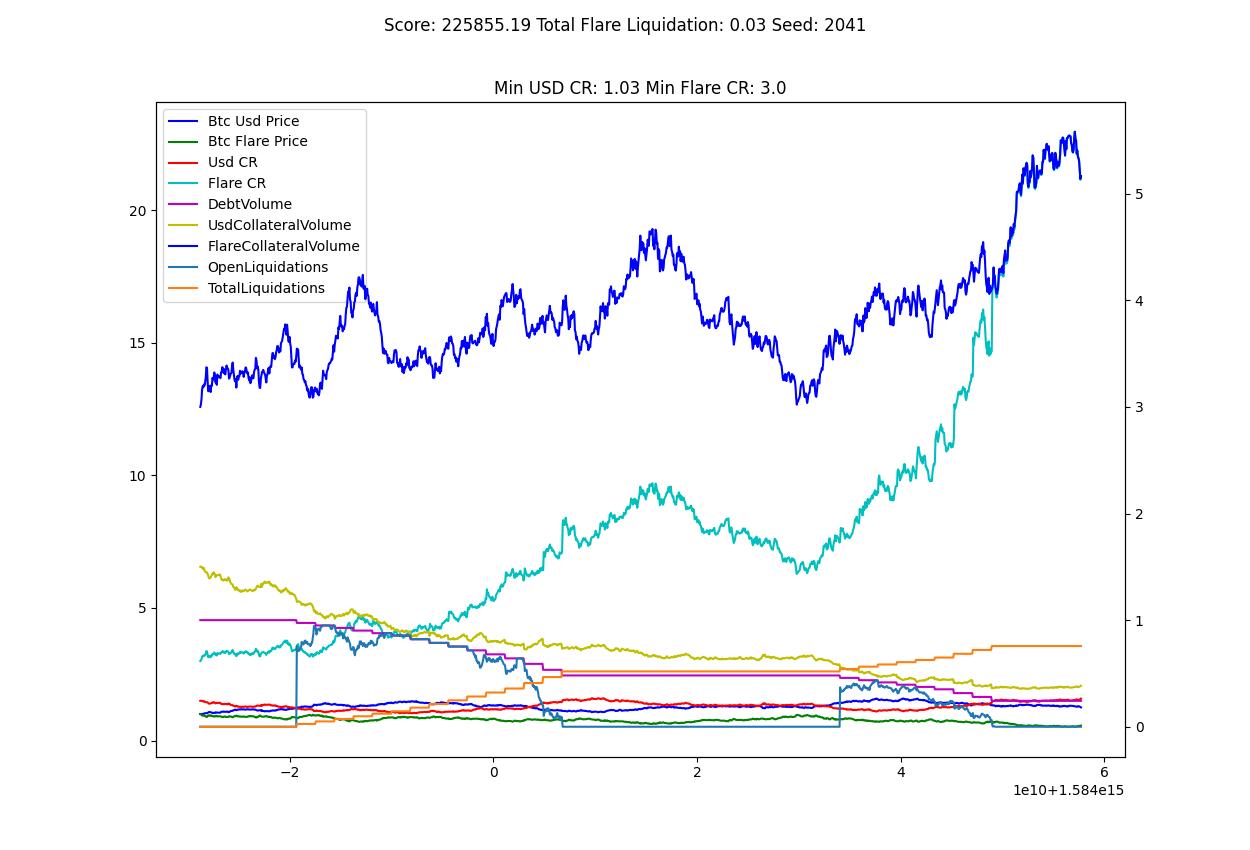 Score: 225855.19 Total Flare Liquidation: 0.03 Seed: 2041
Min USD CR: 1.03 Min Flare CR: 3.0
Btc Usd Price
Btc Flare Price
Usd CR
Flare CR
DebtVolume
UsdCollateralVolume
FlareCollateralVolume
OpenLiquidations
TotalLiquidations
20
15
10
5
0
5
4
3
2
1
0
−2
0
2
4
6
1e10+1.584e15